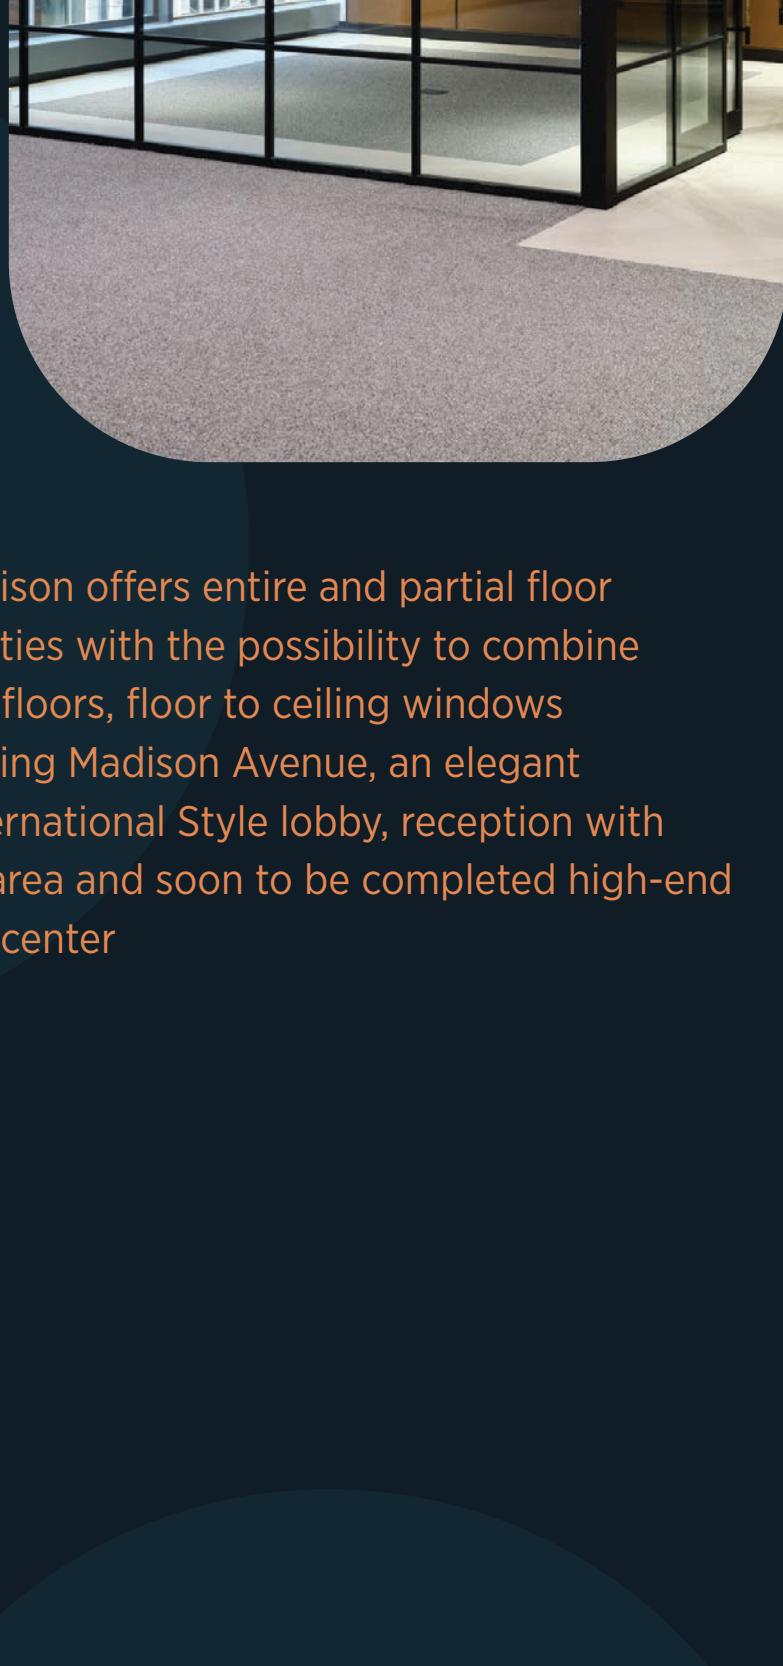 ison offers entire and partial floor
ties with the possibility to combine
floors, floor to ceiling windows
ing Madison Avenue, an elegant
ernational Style lobby, reception with
area and soon to be completed high-end
center